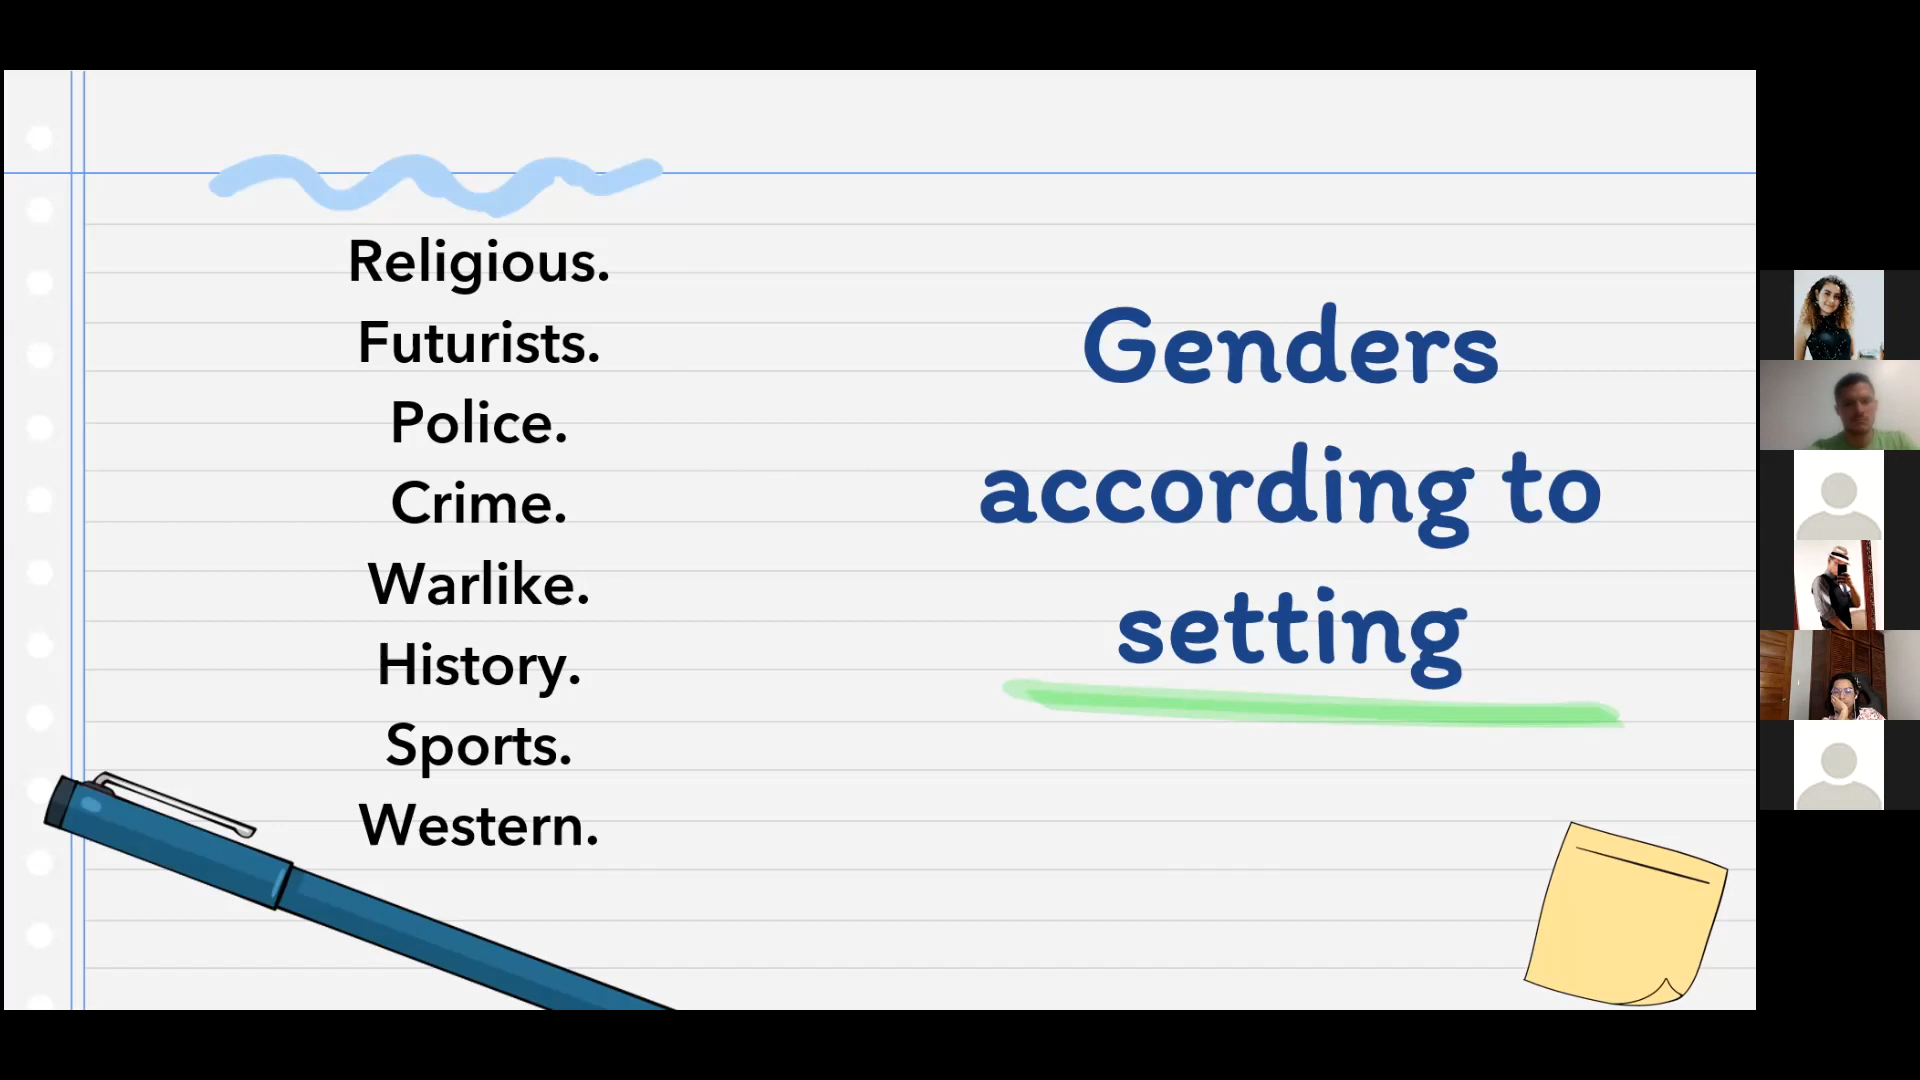 Religious.
Futurists.
Police.
Crime.
Warlike.
History.
Sports.
Western.
Genders
according to
setting